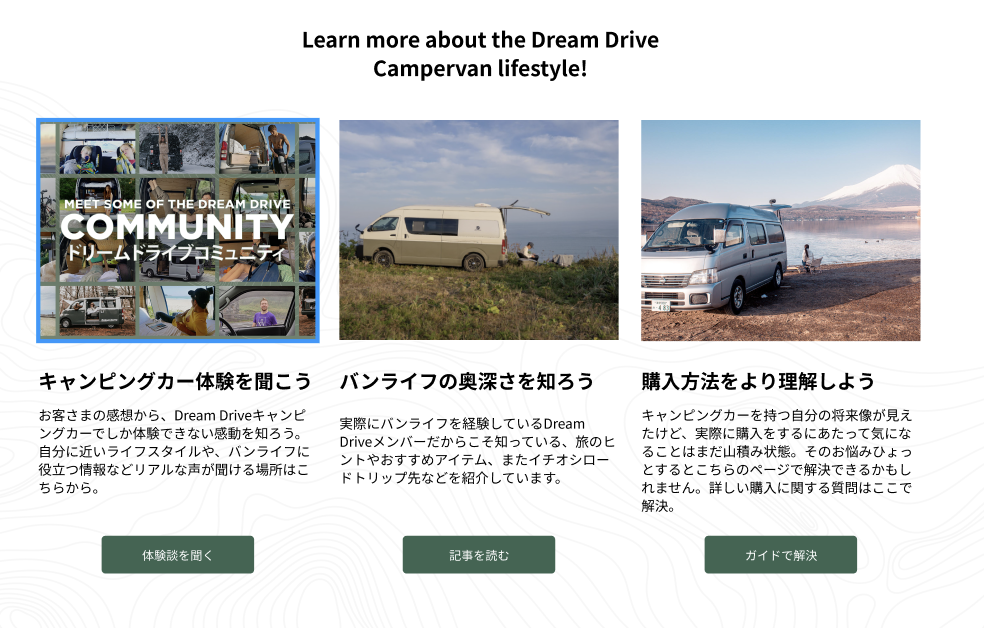 Learn more about the Dream Drive
Campervan lifestyle!
MEET SOME OF THE DREAM DRIVE
COMMUNITY
ドリームドライブコミュニティ
キャンピングカー体験を聞こう
お客さまの感想から、Dream Driveキャンピ
ングカーでしか体験できない感動を知ろう。
自分に近いライフスタイルや、バンライフに
役立つ情報などリアルな声が聞ける場所はこ
ちらから。
体験談を聞く
バンライフの奥深さを知ろう
実際にバンライフを経験しているDream
Driveメンバーだからこそ知っている、旅のヒ
ントやおすすめアイテム、またイチオシロー
ドトリップ先などを紹介しています。
記事を読む
購入方法をより理解しよう
キャンピングカーを持つ自分の将来像が見え
たけど、実際に購入をするにあたって気にな
ることはまだ山積み状態。そのお悩みひょっ
とするとこちらのページで解決できるかもし
れません。詳しい購入に関する質問はここで
解決。
ガイドで解決